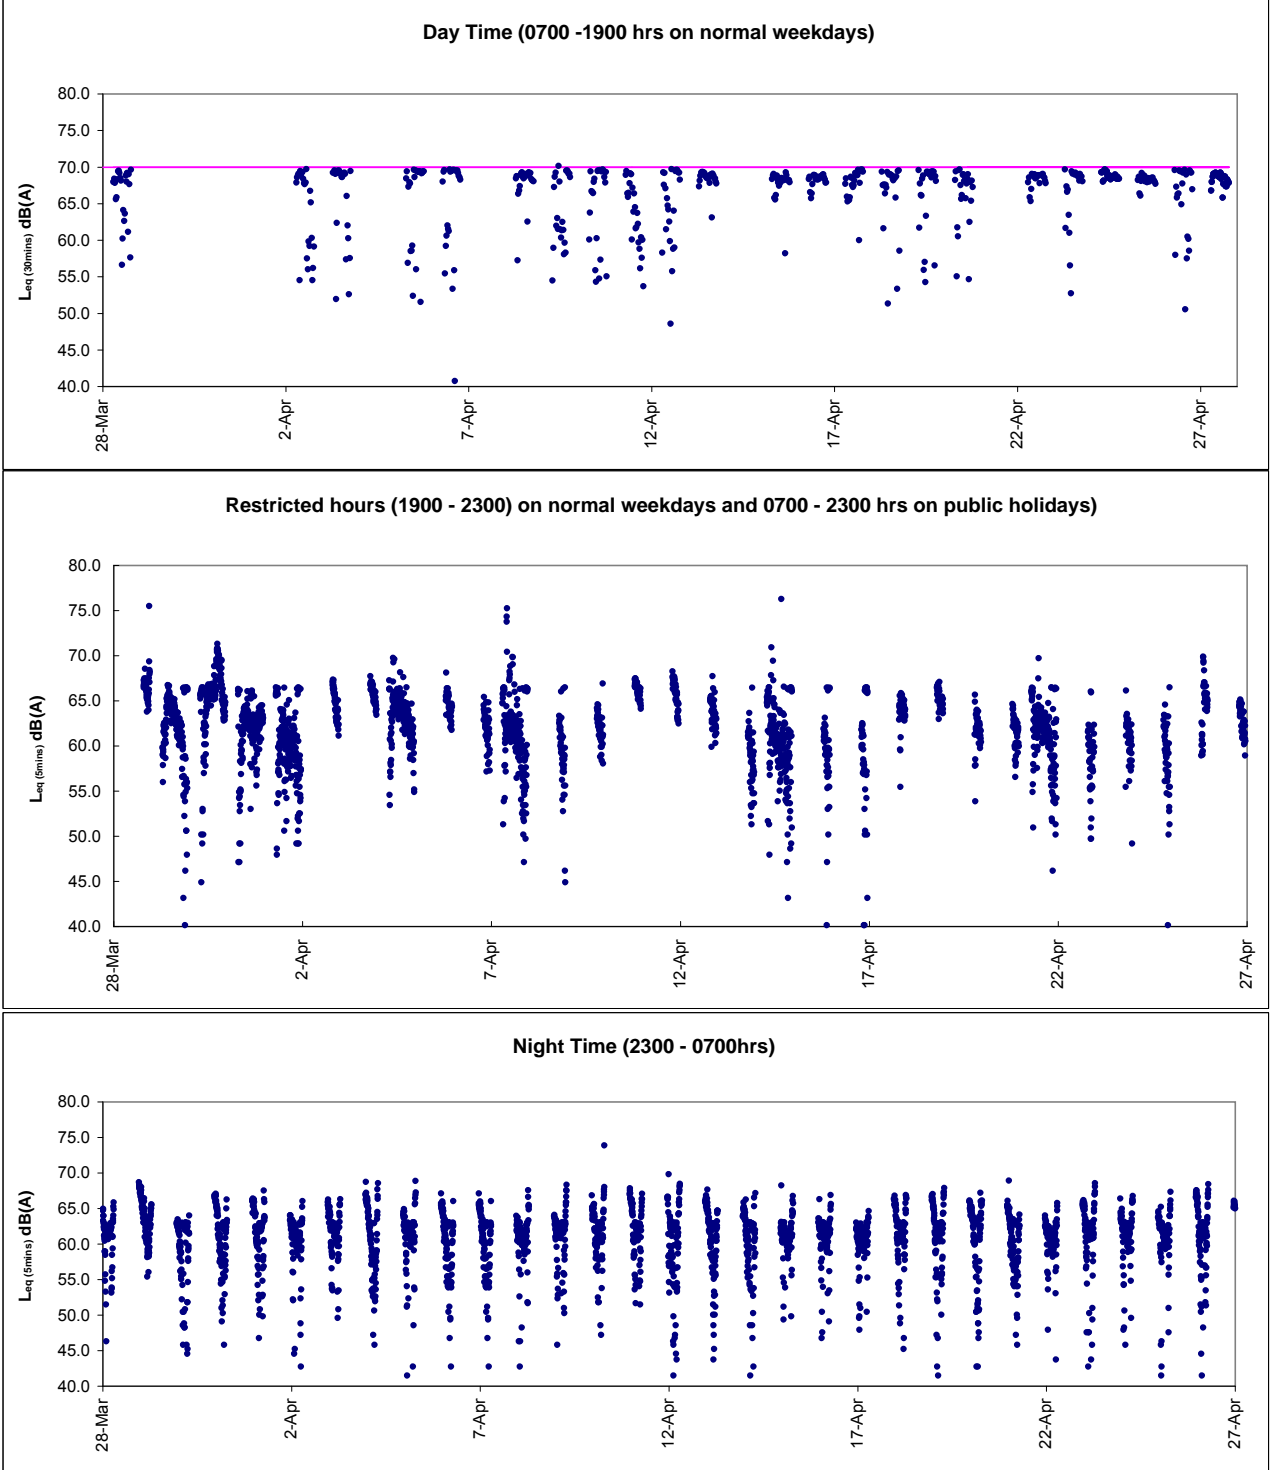 Day Time (0700 -1900 hrs on normal weekdays)
80.0
75.0
70.0
65.0
60.0
55.0
50.0
45.0
40.0
Leq (30mins) dB(A)
28-Mar
2-Apr
7-Apr
12-Apr
17-Apr
22-Apr
27-Apr
Restricted hours (1900 - 2300) on normal weekdays and 0700 - 2300 hrs on public holidays)
80.0
75.0
70.0
65.0
60.0
55.0
50.0
45.0
40.0
Leq (5mins) dB(A)
28-Mar
2-Apr
7-Apr
12-Apr
17-Apr
22-Apr
27-Apr
Night Time (2300 - 0700hrs)
80.0
75.0
70.0
65.0
60.0
55.0
50.0
45.0
40.0
Leq (5mins) dB(A)
28-Mar
2-Apr
7-Apr
12-Apr
17-Apr
22-Apr
27-Apr